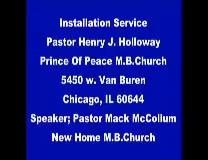 Installation Service
Pastor Henry J. Holloway
Prince Of Peace M.B.Church
5450 w. Van Buren
Chicago, IL 60644
Speaker; Pastor Mack McCollum
New Home M.B.Church